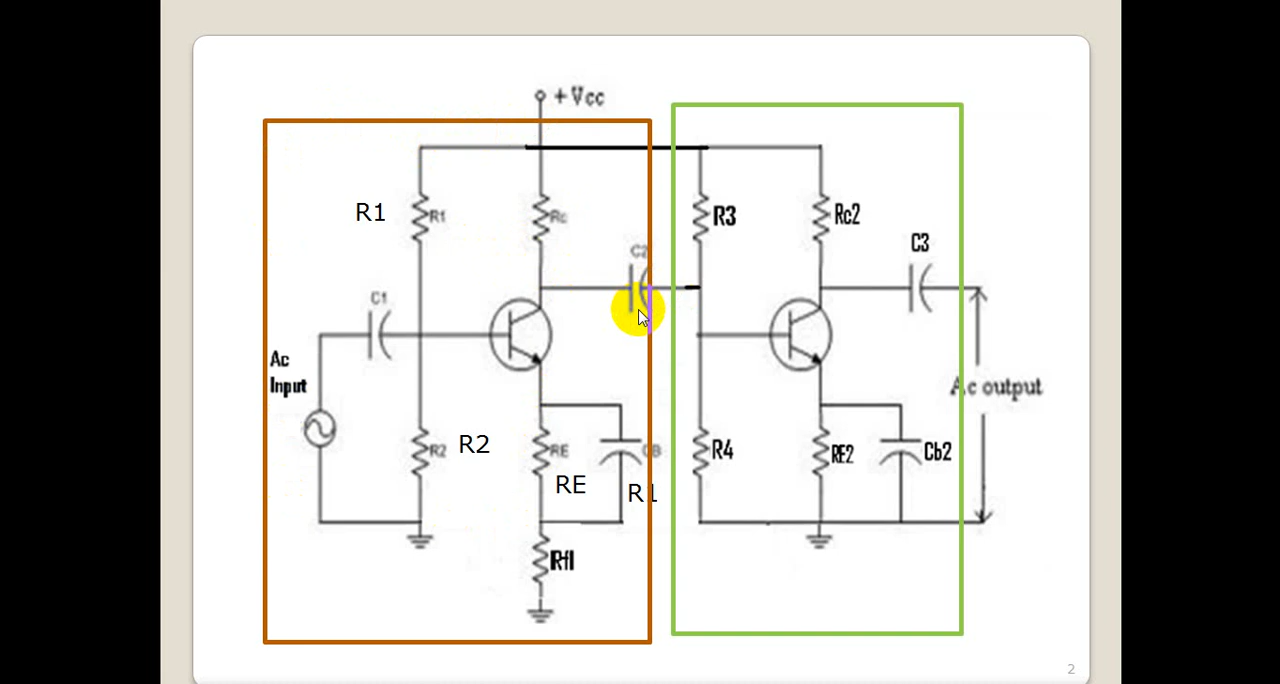 +Vcc
R1
R1
Rc
R3
Rc2
C3
C2
C1
Ac
Input
Ac output
R2
R2
RE
RE
R1
R4
RE2
Cb2
Rf1
2